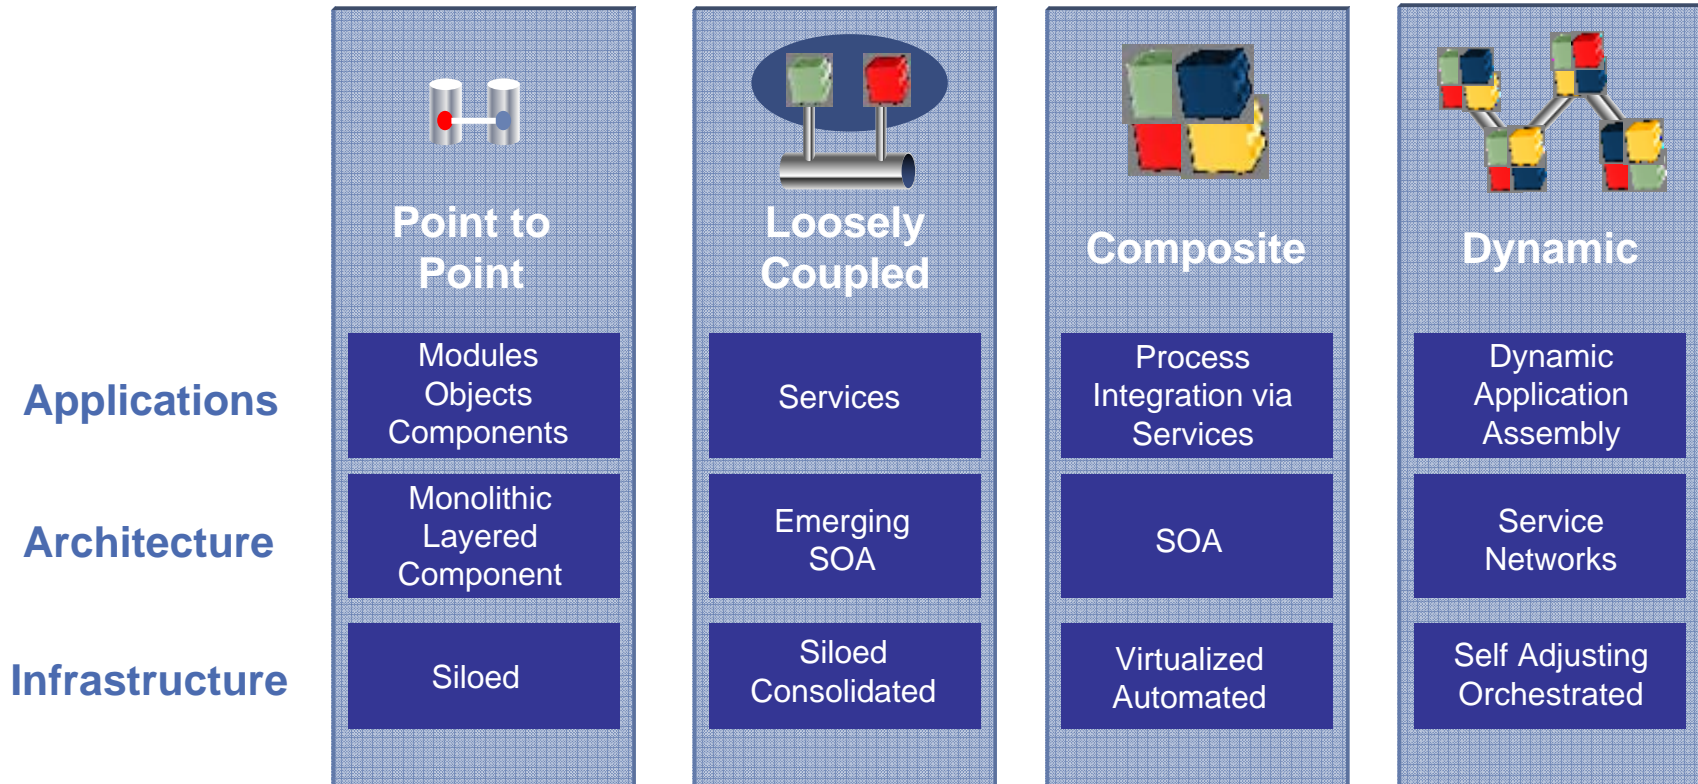 Point to
Point
Loosely
Coupled
Composite
Dynamic
Applications
Modules
Objects
Components
Services
Process
Integration via
Services
Dynamic
Application
Assembly
Architecture
Monolithic
Layered
Component
Emerging
SOA
SOA
Service
Networks
Infrastructure
Siloed
Siloed
Consolidated
Virtualized
Automated
Self Adjusting
Orchestrated